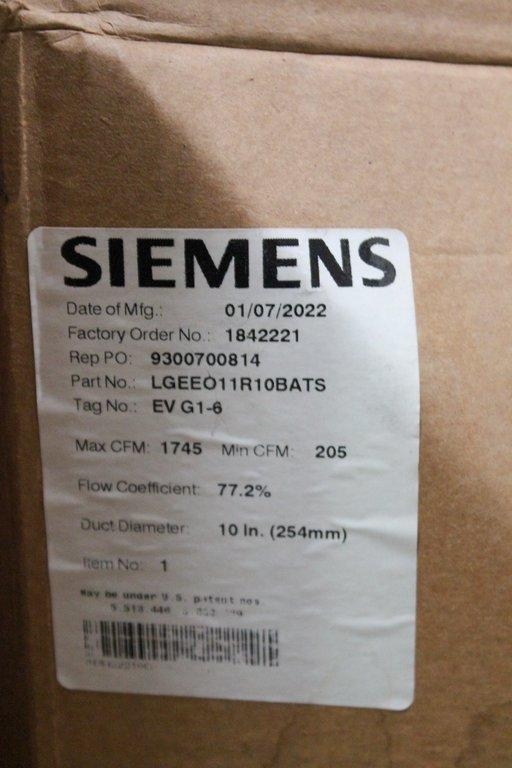 SIEMENS
Date of Mfg.: 01/07/2022
Factory Order No.: 1842221
Rep PO: 9300700814
Part No.: LGEEO11R10BATS
Tag No.: EV G1-6
Max CFM: 1745 Min CFM: 205
Flow Coefficient: 77.2%
Duct Diameter: 10 In. (254mm)
Item No: 1
May be under U.S. patent nos